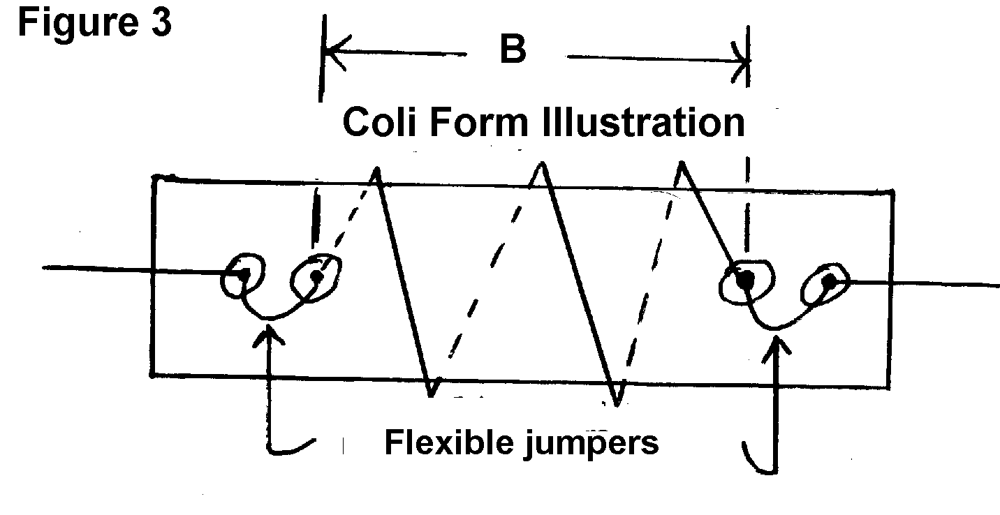 Figure 3
B
Coli Form Illustration
Flexible jumpers